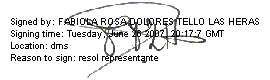 Signed by: FABIOLA ROSA DOLORES TELLO LAS HERAS
Signing time: Tuesday, June 26 2007, 20:17:7 GMT
Location: dms
Reason to sign: resol representante